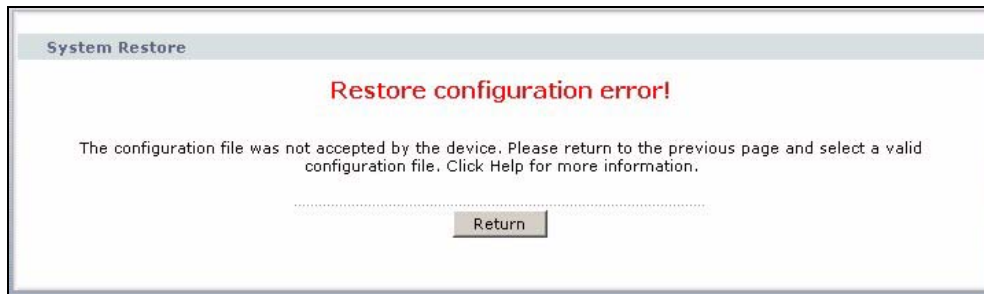 System Restore
Restore configuration error!
The configuration file was not accepted by the device. Please return to the previous page and select a valid
configuration file. Click Help for more information.
Return